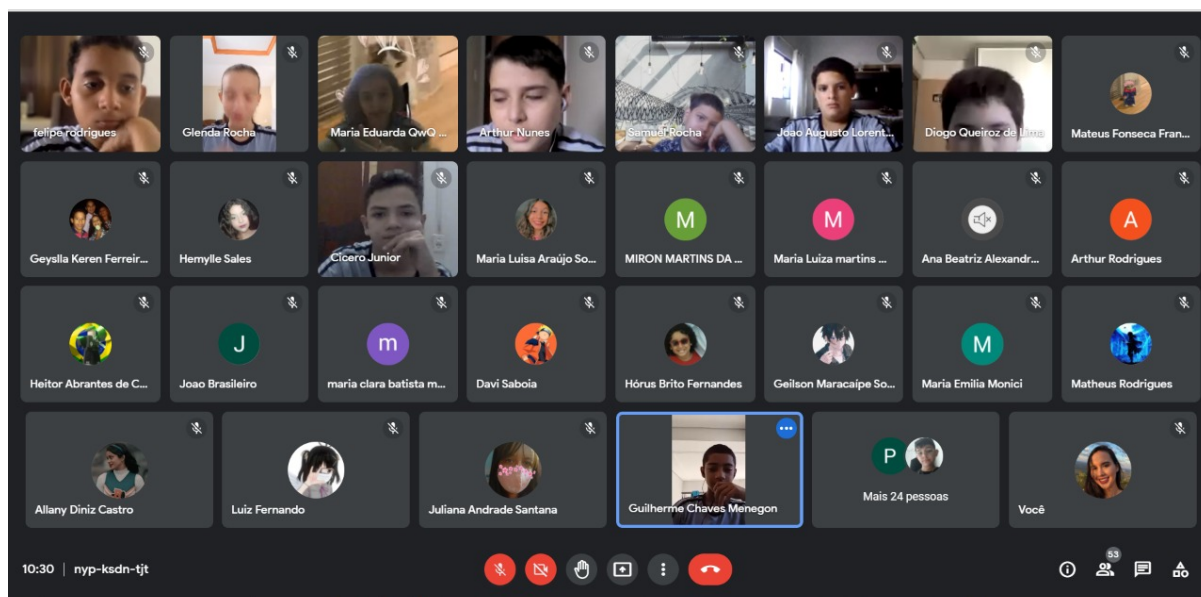 felipe rodrigues
Glenda Rocha
Maria Eduarda QwQ ...
Arthur Nunes
Samuel Rocha
Joao Augusto Lorent...
Diogo Queiroz de Lima
Mateus Fonseca Fran...
Geyslla Keren Ferreir...
Hemylle Sales
Cicero Junior
Maria Luisa Araújo So...
M
MIRON MARTINS DA ...
M
Maria Luiza martins ...
Ana Beatriz Alexandr...
A
Arthur Rodrigues
Heitor Abrantes de C...
J
Joao Brasileiro
m
maria clara batista m...
Davi Saboia
Hórus Brito Fernandes
Geilson Maracaípe So...
M
Maria Emilia Monici
Matheus Rodrigues
Allany Diniz Castro
Luiz Fernando
Juliana Andrade Santana
Guilherme Chaves Menegon
P
Mais 24 pessoas
Você
10:30 | nyp-ksdn-tjt
53